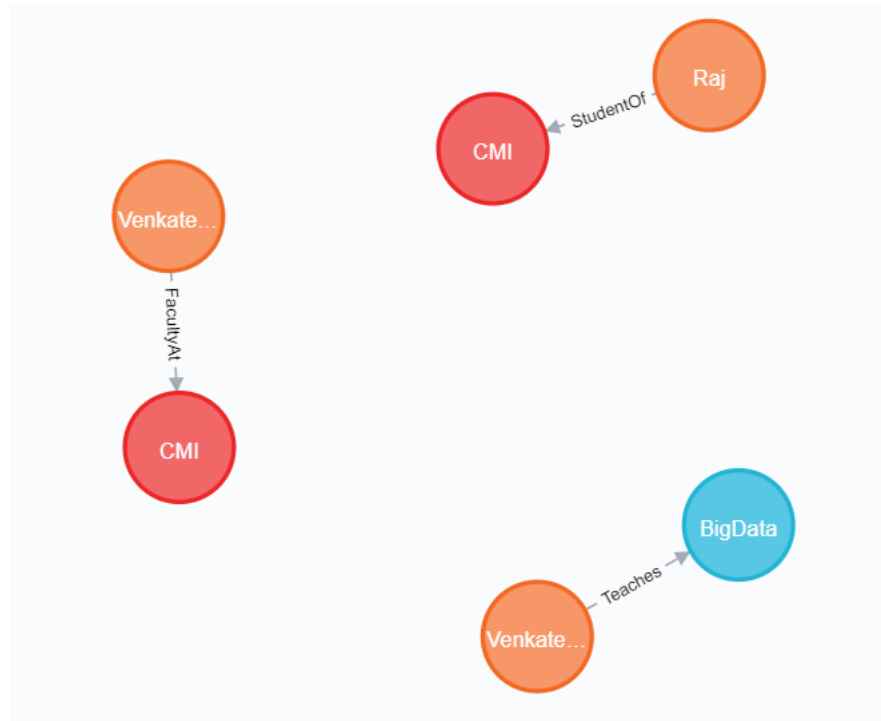 Raj
StudentOf
CMI
Venkate...
FacultyAt
CMI
BigData
Teaches
Venkate...